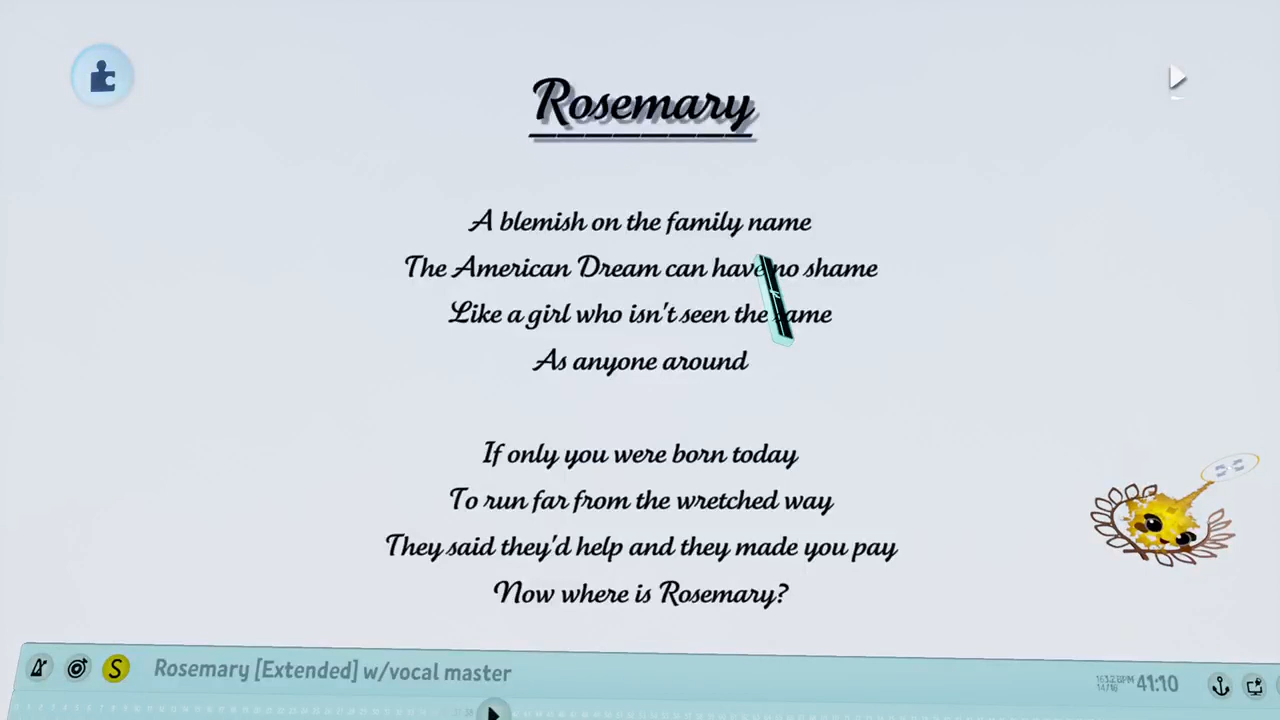 Rosemary
A blemish on the family name
The American Dream can have no shame
Like a girl who isn't seen the same
As anyone around
If only you were born today
To run far from the wretched way
They said they'd help and they made you pay
Now where is Rosemary?
S
Rosemary [Extended] w/vocal master
41:10